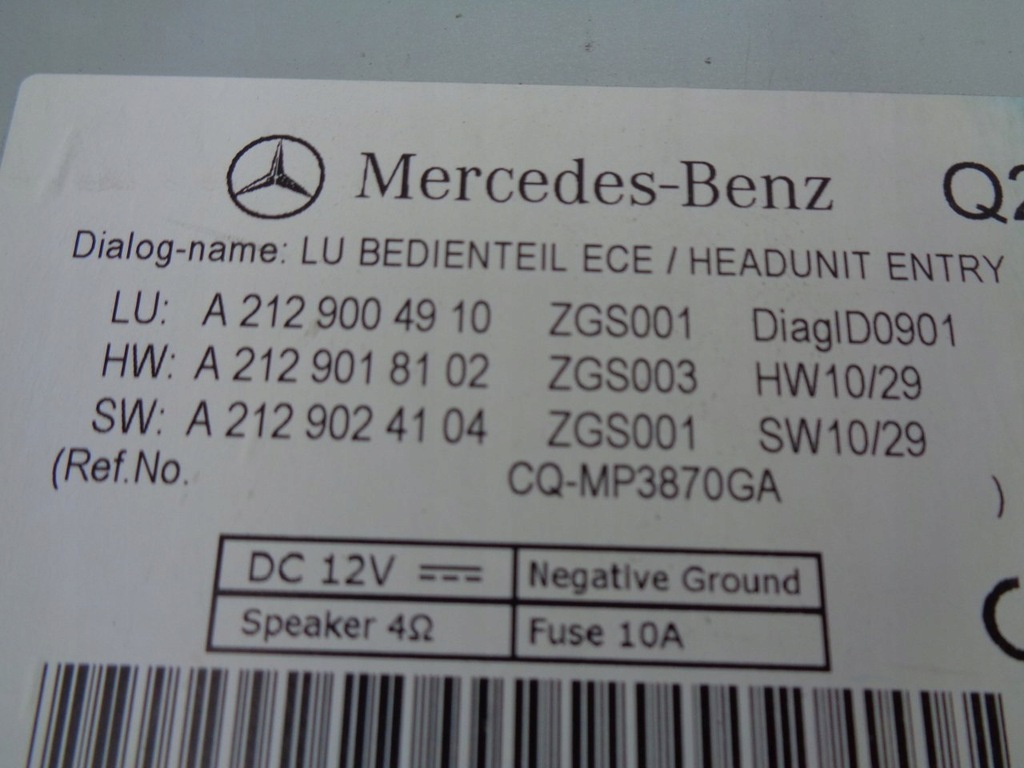 Mercedes-Benz
Dialog-name: LU BEDIENTEIL ECE / HEADUNIT ENTRY
LU: A 212 900 49 10 ZGS001 DiagID0901
HW: A 212 901 81 02 ZGS003 HW10/29
SW: A 212 902 41 04 ZGS001 SW10/29
(Ref.No. CQ-MP3870GA )
DC 12V Negative Ground
Speaker 4Ω Fuse 10A